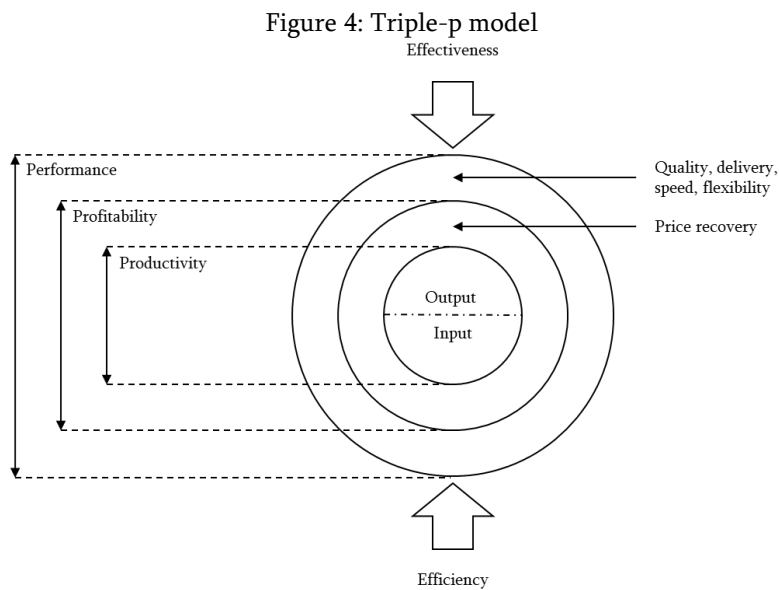 Figure 4: Triple-p model
Effectiveness
Performance
Quality, delivery,
speed, flexibility
Profitability
Price recovery
Productivity
Output
Input
Efficiency